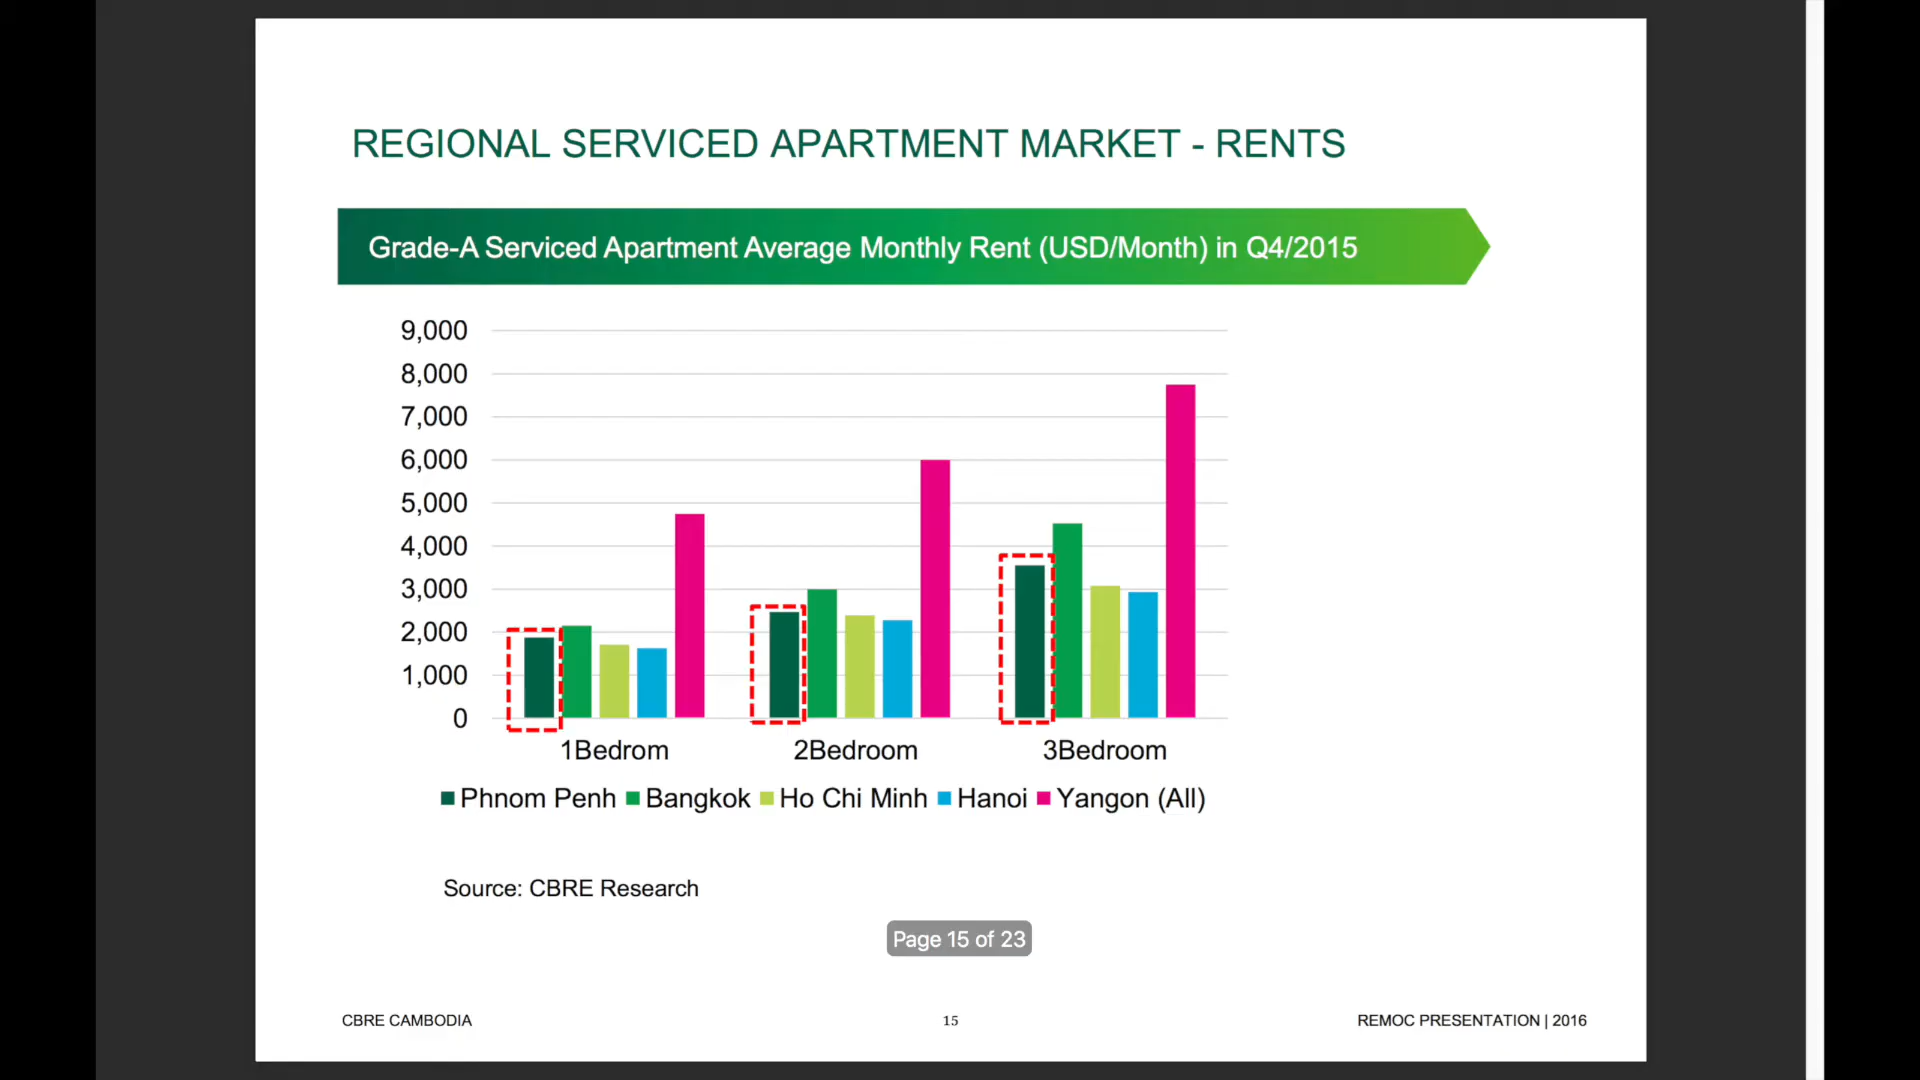 REGIONAL SERVICED APARTMENT MARKET - RENTS
Grade-A Serviced Apartment Average Monthly Rent (USD/Month) in Q4/2015
9,000
8,000
7,000
6,000
5,000
4,000
3,000
2,000
1,000
0
1Bedrom 2Bedroom 3Bedroom
Phnom Penh Bangkok Ho Chi Minh Hanoi Yangon (All)
Source: CBRE Research
Page 15 of 23
CBRE CAMBODIA 15 REMOC PRESENTATION | 2016